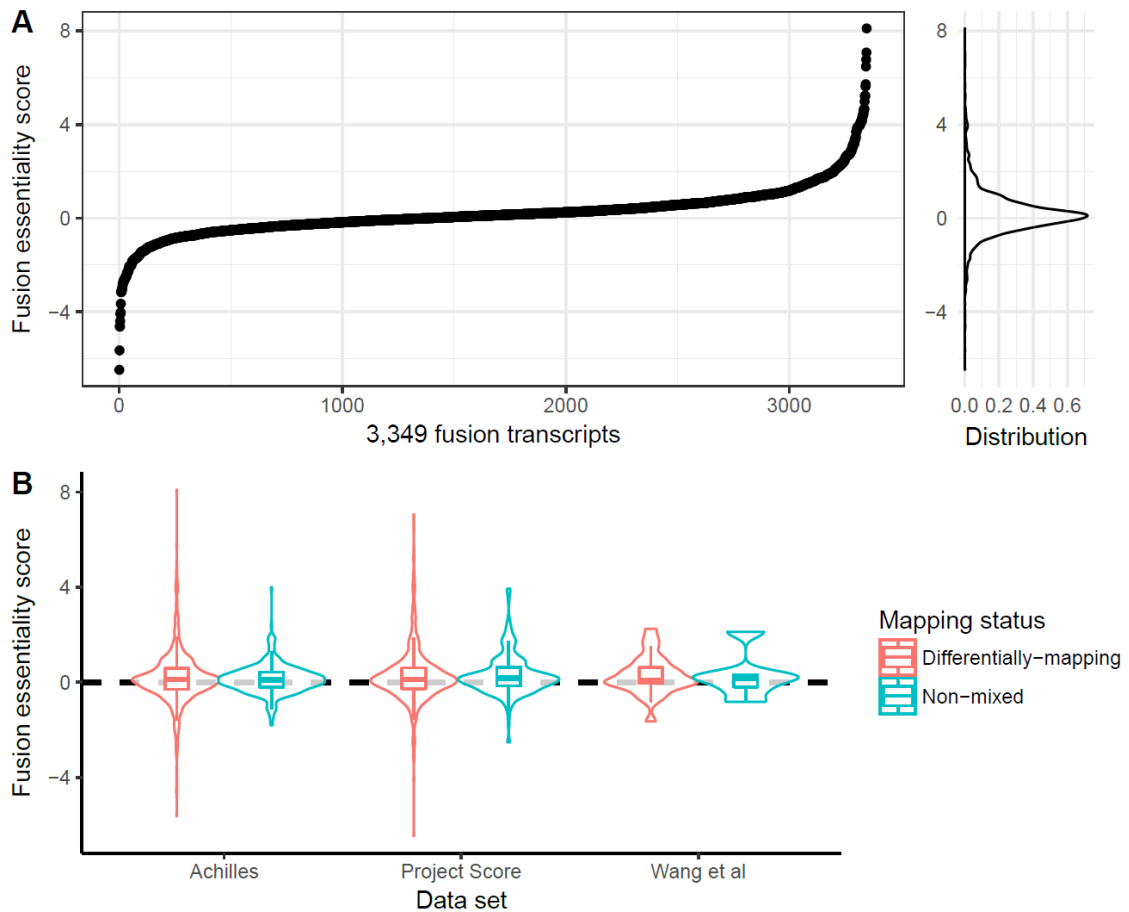 A
Fusion essentiality score
8
4
0
−4
0
1000
2000
3000
3,349 fusion transcripts
8
4
0
−4
0.0 0.2 0.4 0.6
Distribution
B
Fusion essentiality score
8
4
0
−4
Achilles
Project Score
Wang et al
Data set
Mapping status
Differentially−mapping
Non−mixed